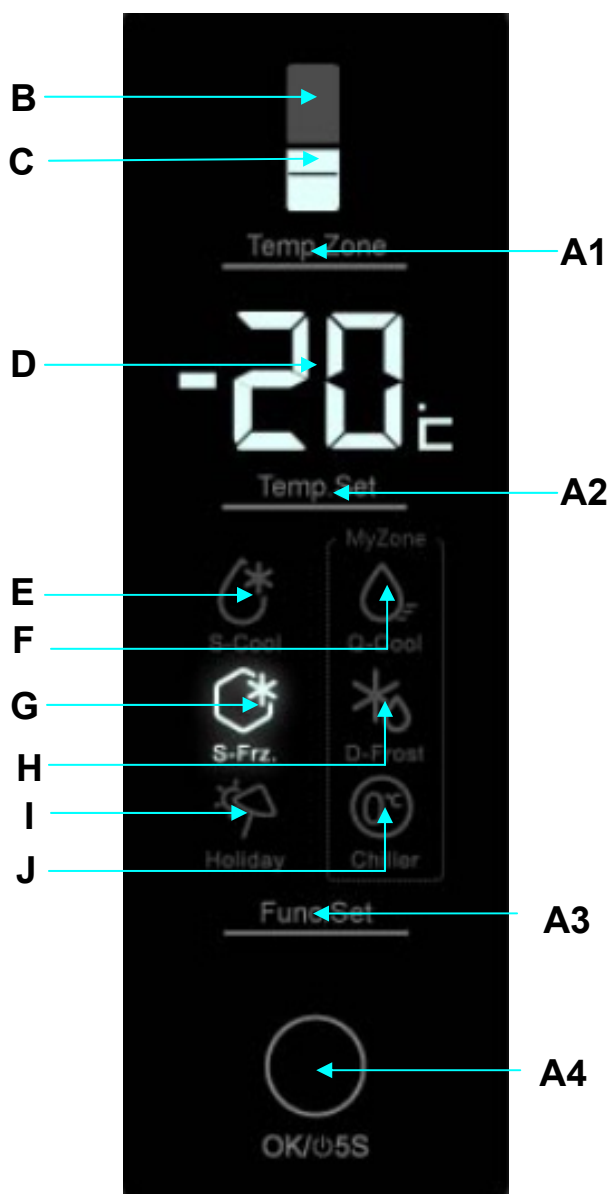 B
C
Temp Zone
A1
D
-20°C
Temp Set
A2
MyZone
E
S-Cool
Q-Cool
F
G
S-Frz.
D-Frost
H
I
0°C
Holiday
Chiller
J
Func Set
A3
A4
OK/⏻5S